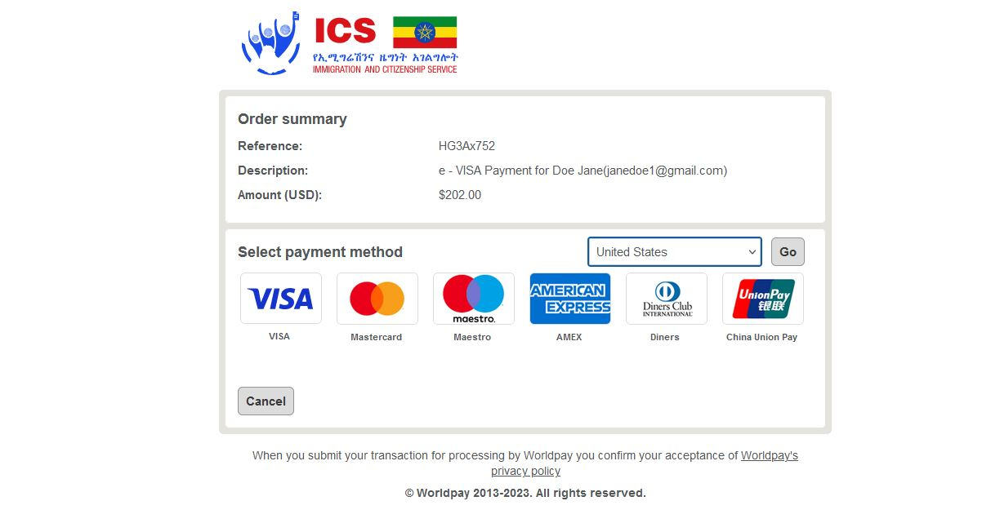 ICS
የኢሚግሬሽንና ዜግነት አገልግሎት
IMMIGRATION AND CITIZENSHIP SERVICE
Order summary
Reference: HG3Ax752
Description: e - VISA Payment for Doe Jane(janedoe1@gmail.com)
Amount (USD): $202.00
Select payment method United States Go
VISA
maestro.
AMERICAN EXPRESS
Diners Club INTERNATIONAL
UnionPay 银联
VISA Mastercard Maestro AMEX Diners China Union Pay
Cancel
When you submit your transaction for processing by Worldpay you confirm your acceptance of Worldpay's
privacy policy
© Worldpay 2013-2023. All rights reserved.